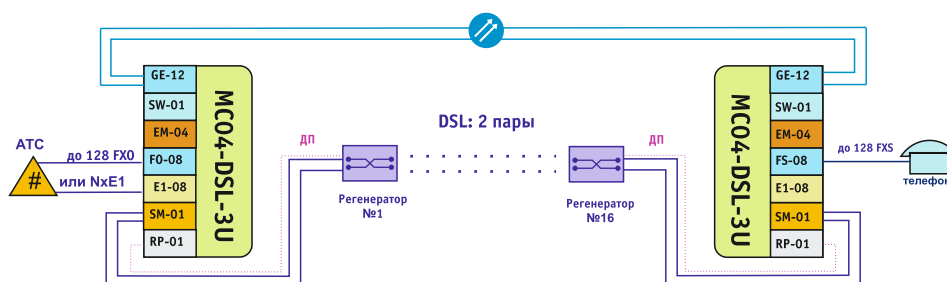 GE-12
SW-01
EM-04
FO-08
E1-08
SM-01
RP-01
MC04-DSL-3U
АТС
#
до 128 FXO
или NxE1
ДП
DSL: 2 пары
Регенератор
№1
Регенератор
№16
ДП
MC04-DSL-3U
GE-12
SW-01
EM-04
FS-08
E1-08
SM-01
RP-01
до 128 FXS
телефон